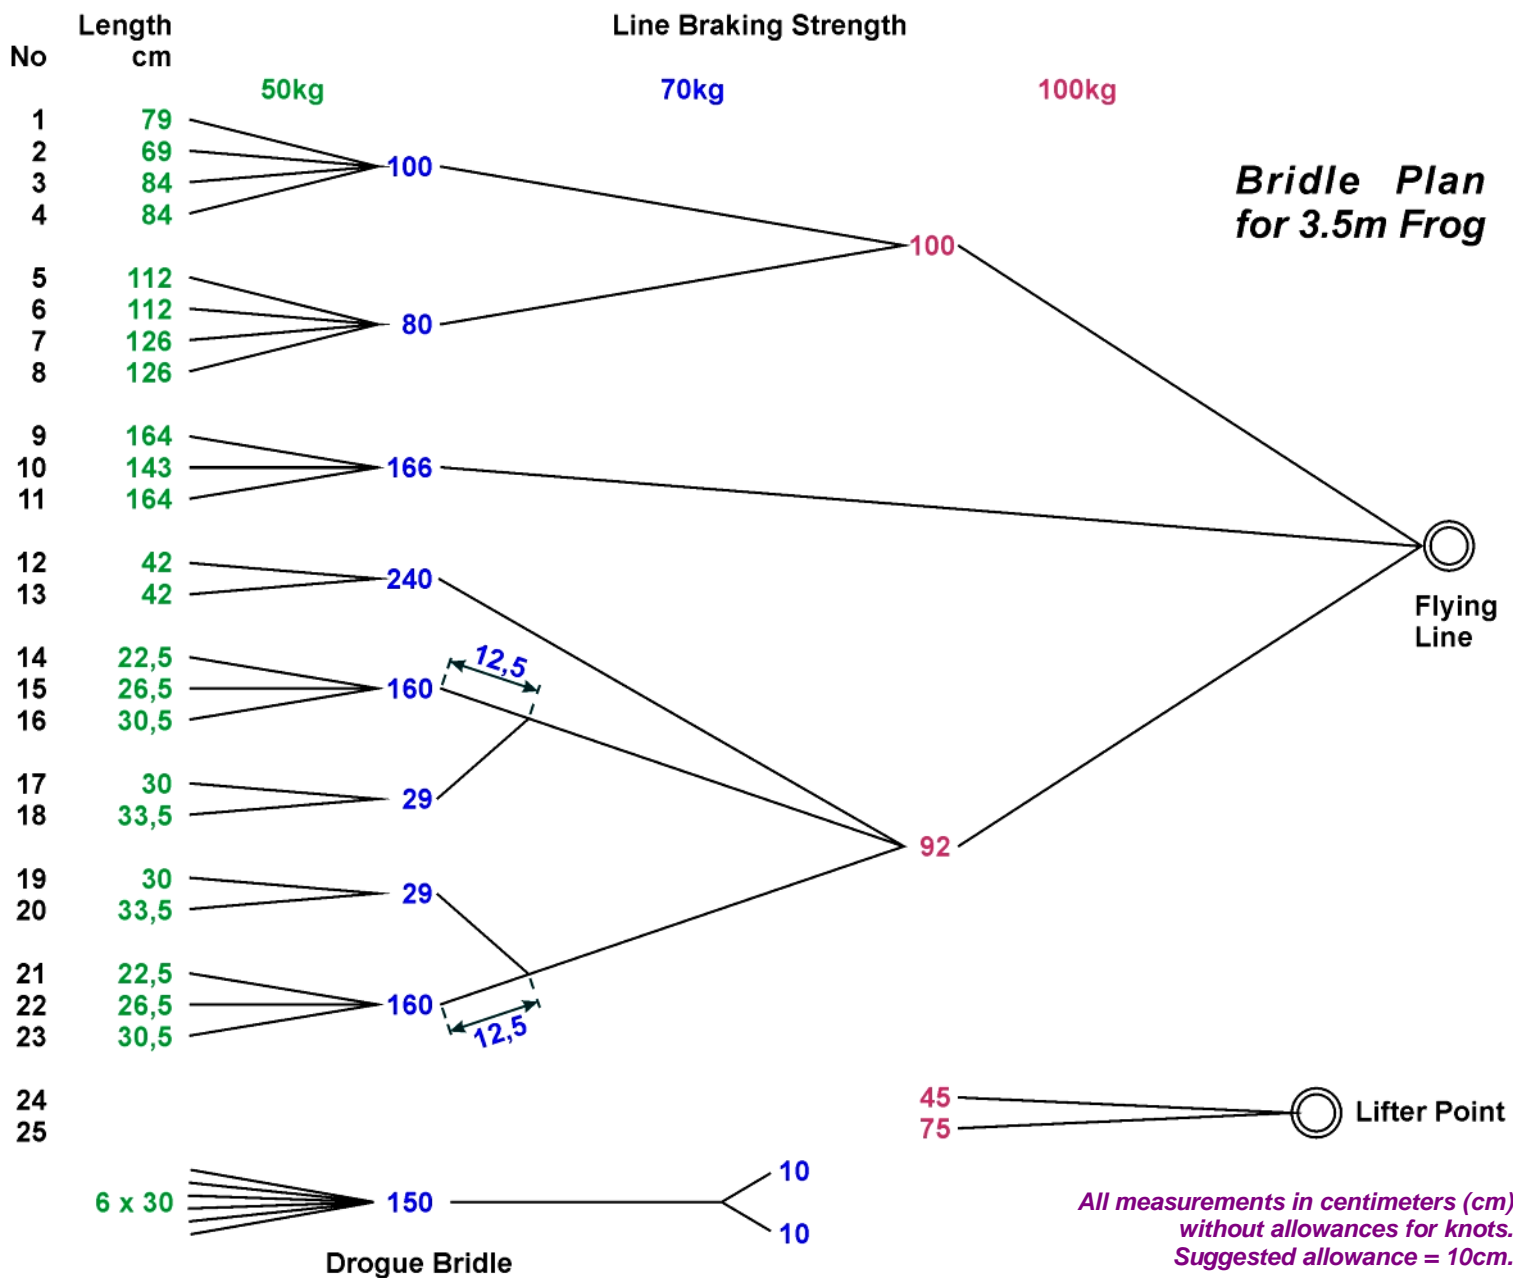 Length Line Braking Strength
No cm
50kg 70kg 100kg
1 79
2 69 100
3 84
4 84
Bridle Plan
for 3.5m Frog
100
5 112
6 112 80
7 126
8 126
9 164
10 143 166
11 164
12 42 240
13 42
Flying
Line
14 22,5 12,5
15 26,5 160
16 30,5
17 30 29
18 33,5
92
19 30 29
20 33,5
21 22,5
22 26,5 160
23 30,5 12,5
24 45 Lifter Point
25 75
10
6 x 30 150
10
Drogue Bridle
All measurements in centimeters (cm)
without allowances for knots.
Suggested allowance = 10cm.